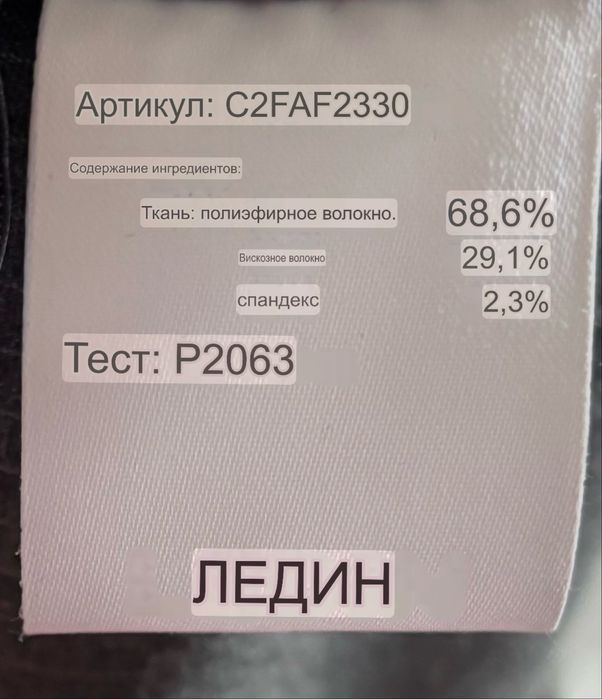 Артикул: C2FAF2330
Содержание ингредиентов:
Ткань: полиэфирное волокно. 68,6%
Вискозное волокно 29,1%
спандекс 2,3%
Тест: P2063
ЛЕДИН